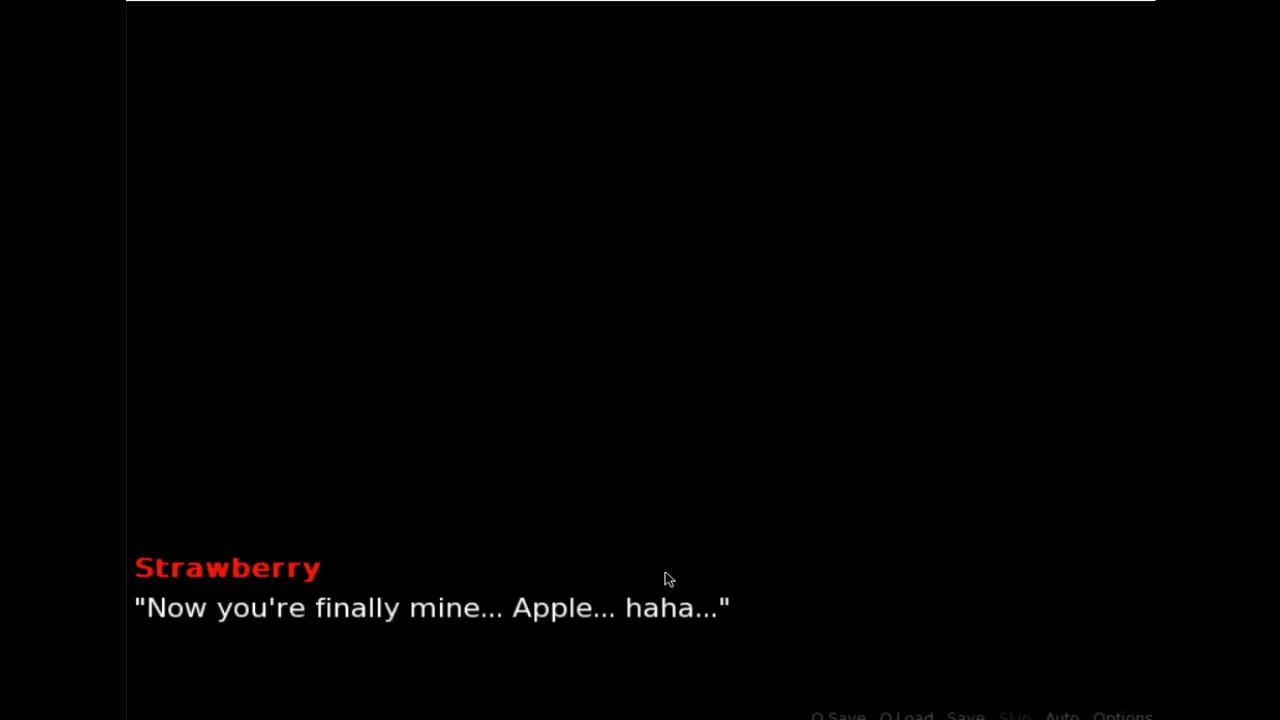 Strawberry
"Now you're finally mine... Apple... haha..."
Q.Save Q.Load Save Skip Auto Options